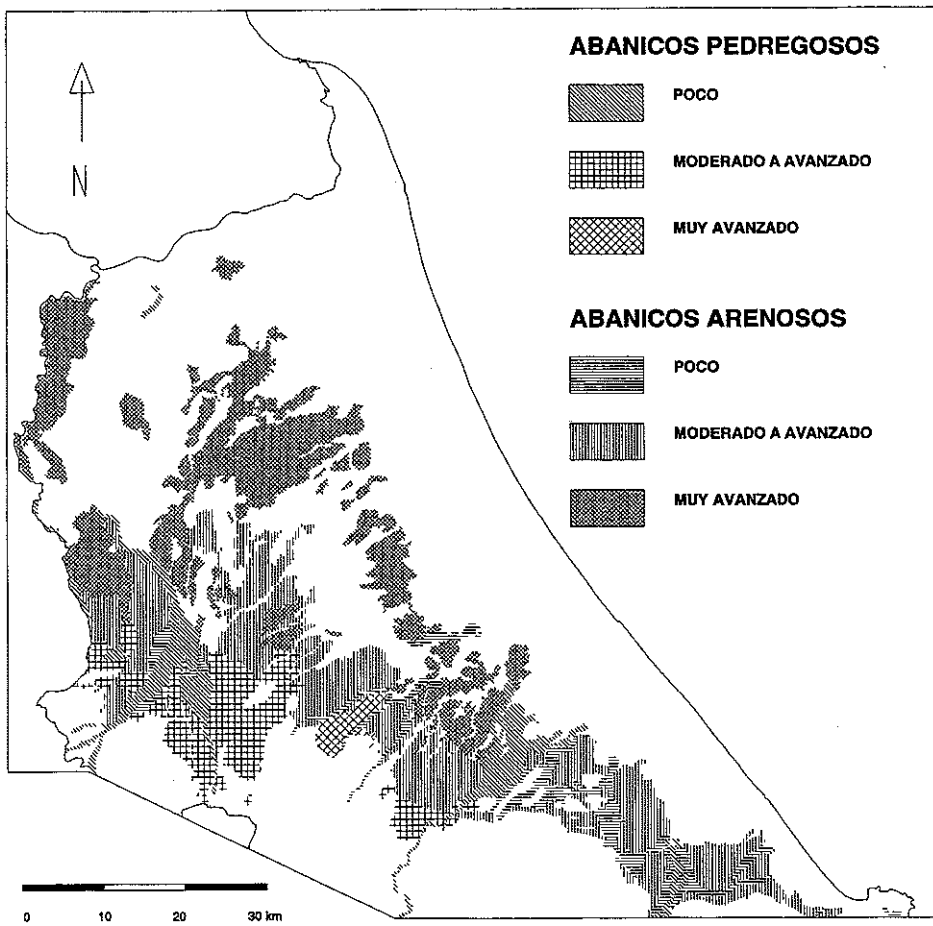 ABANICOS PEDREGOSOS
POCO
MODERADO A AVANZADO
MUY AVANZADO
ABANICOS ARENOSOS
POCO
MODERADO A AVANZADO
MUY AVANZADO
N
0 10 20 30 km